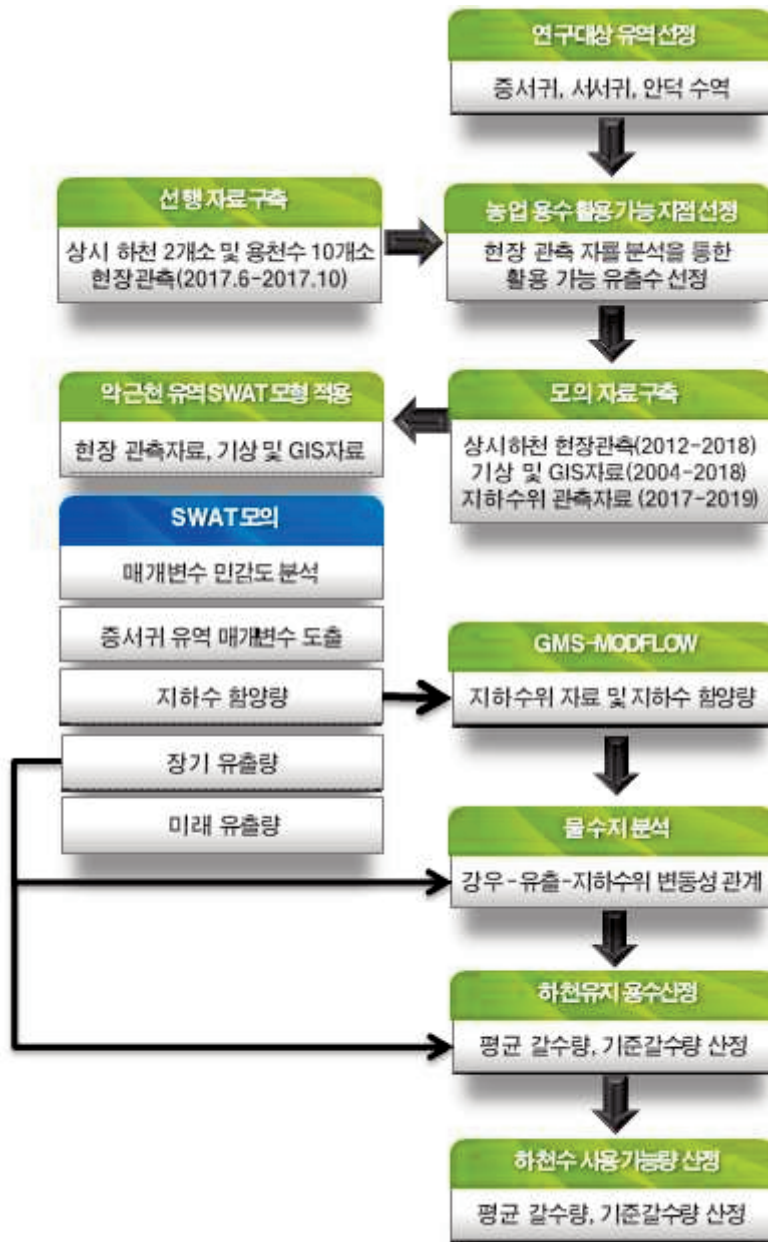 연구대상 유역 선정
중서귀, 서서귀, 안덕 수역
선행 자료 구축
상시 하천 2개소 및 용천수 10개소
현장관측(2017.6-2017.10)
농업 용수 활용가능 지점 선정
현장 관측 자룔 분석을 통한
활용 가능 유출수 선정
악근천 유역 SWAT 모형 적용
현장 관측자료, 기상 및 GIS자료
모의 자료 구축
상시하천 현장관측(2012-2018)
기상 및 GIS자료(2004-2018)
지하수위 관측자료 (2017-2019)
SWAT 모의
매개변수 민감도 분석
중서귀 유역 매개변수 도출
지하수 함양량
장기 유출량
미래 유출량
GMS-MODFLOW
지하수위 자료 및 지하수 함양량
물 수지 분석
강우-유출-지하수위 변동성 관계
하천유지 용수산정
평균 갈수량, 기준갈수량 산정
하천수 사용가능량 산정
평균 갈수량, 기준갈수량 산정